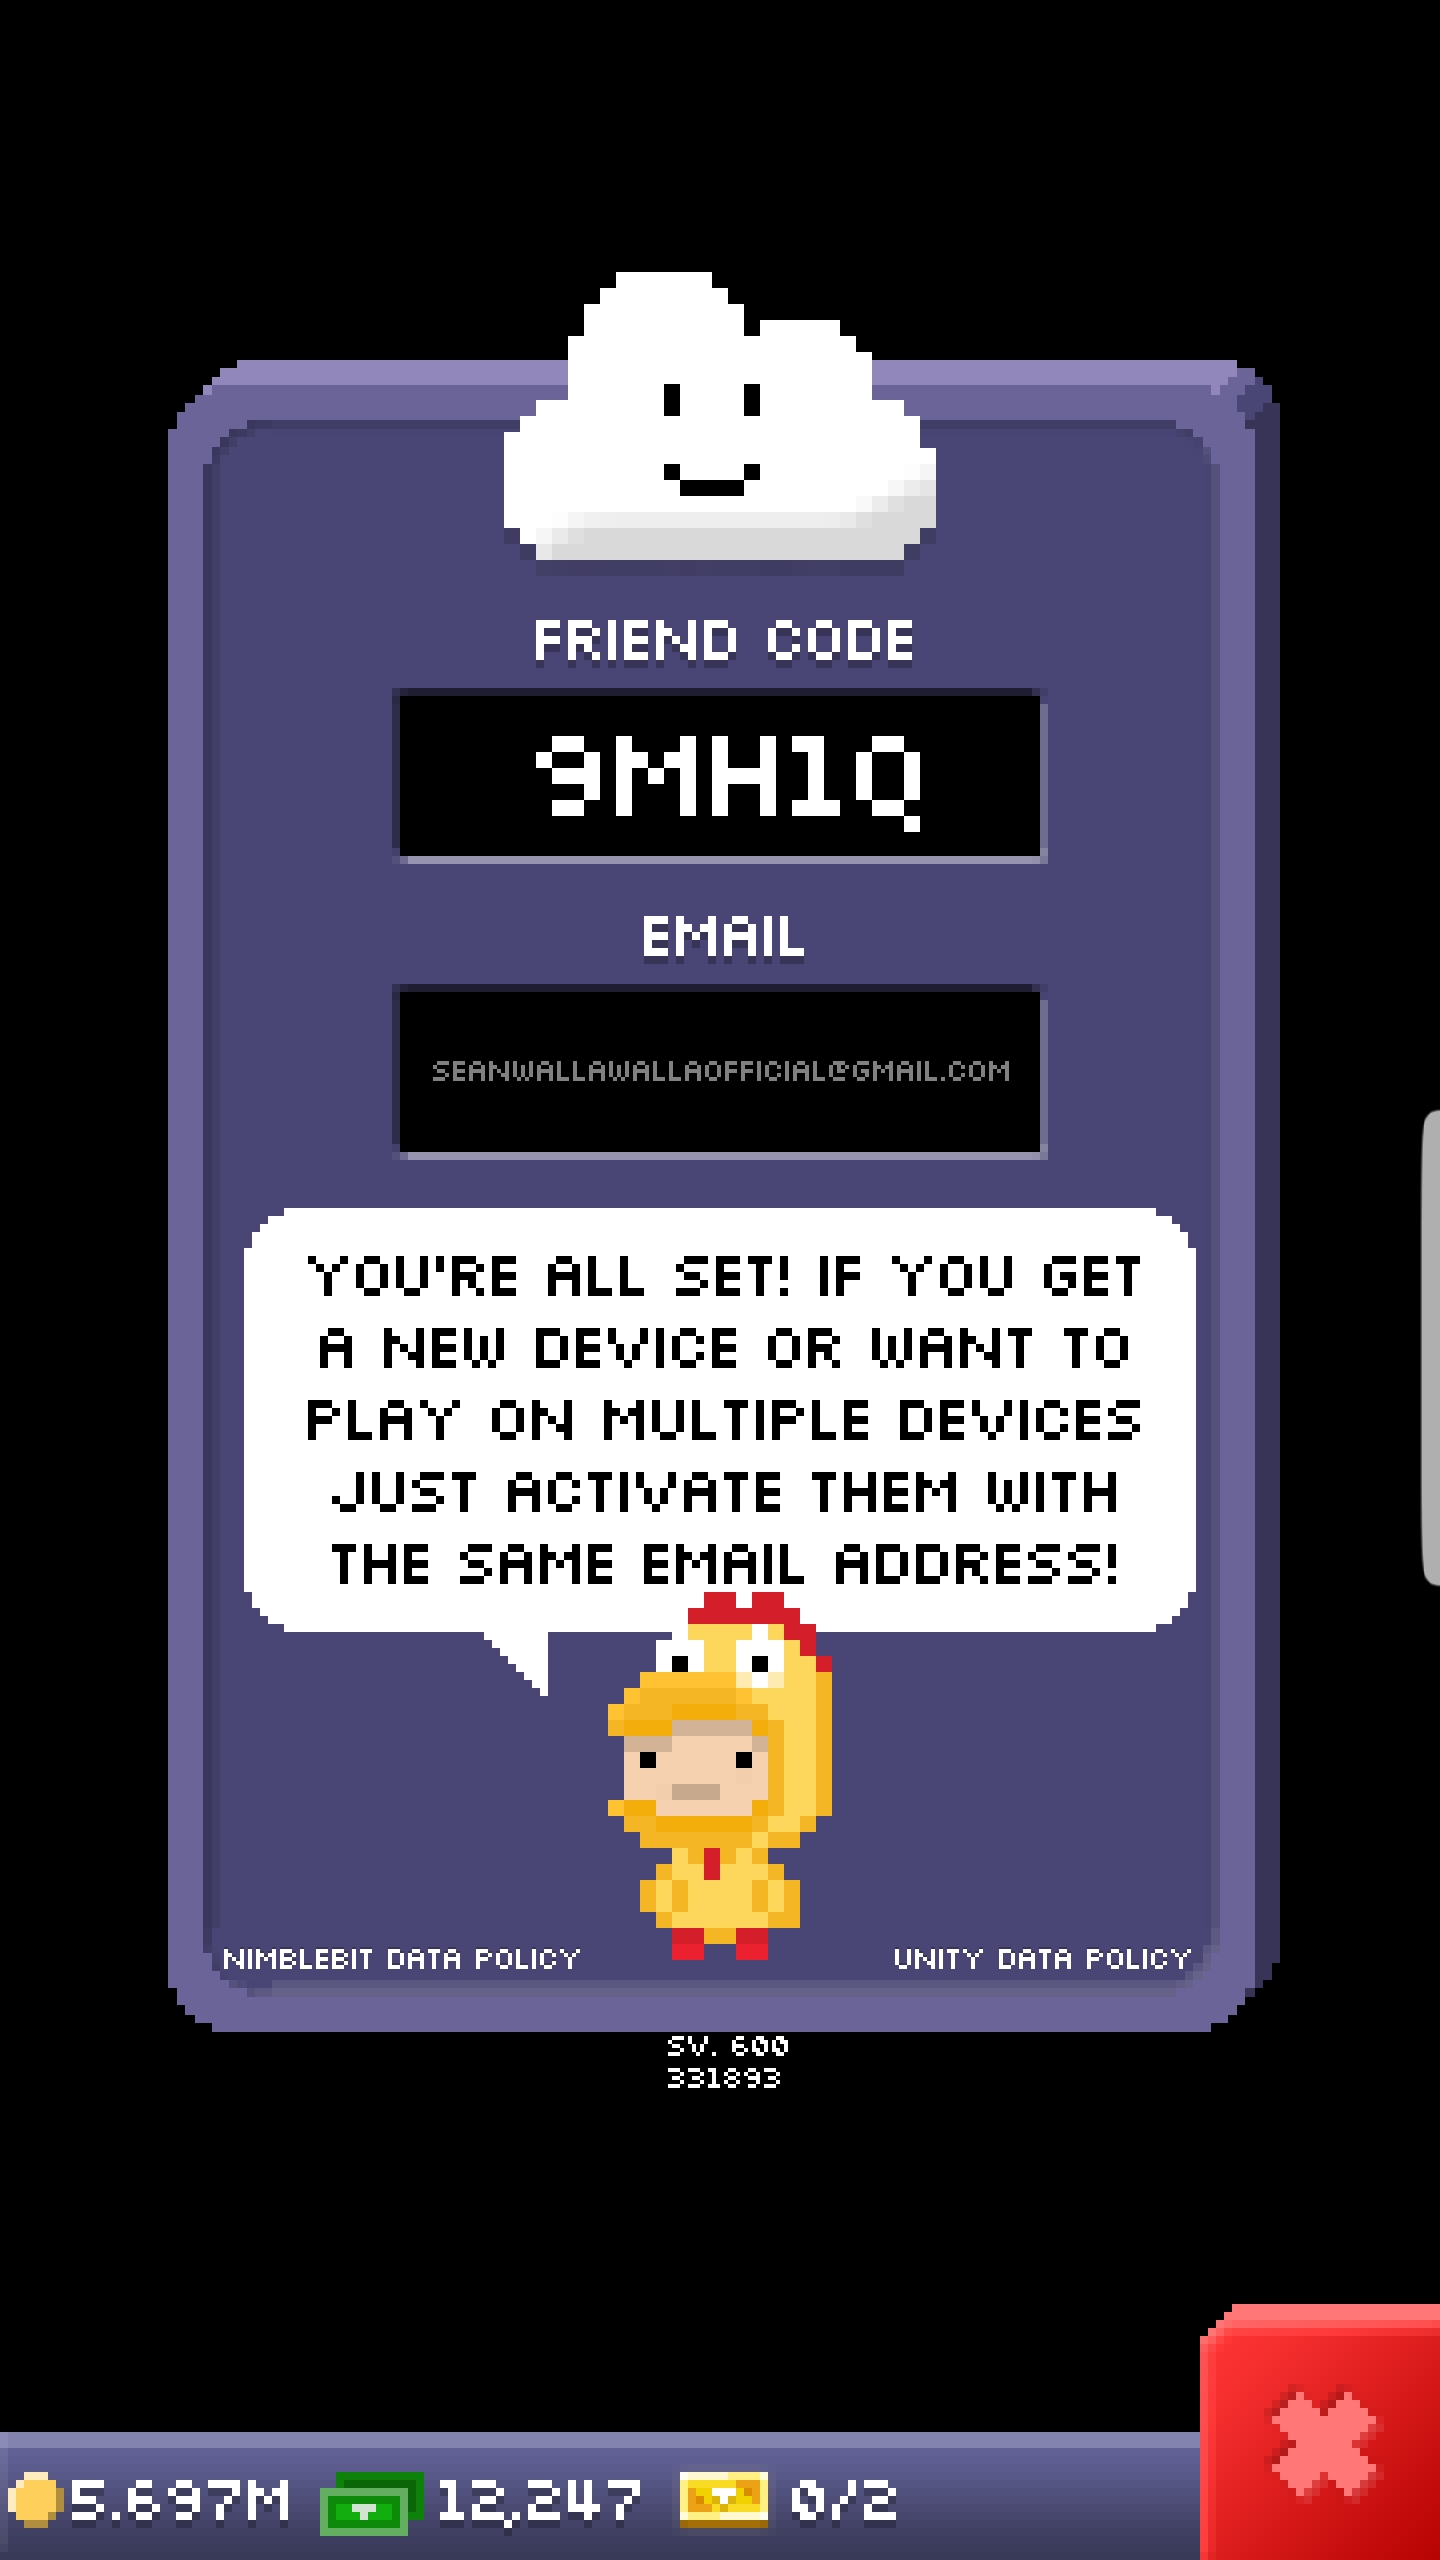 FRIEND CODE
9MH1Q
EMAIL
SEANWALLAWALLAOFFICIAL@GMAIL.COM
YOU'RE ALL SET! IF YOU GET
A NEW DEVICE OR WANT TO
PLAY ON MULTIPLE DEVICES
JUST ACTIVATE THEM WITH
THE SAME EMAIL ADDRESS!
NIMBLEBIT DATA POLICY
UNITY DATA POLICY
SV. 600
331893
5.697M 12,247 0/2